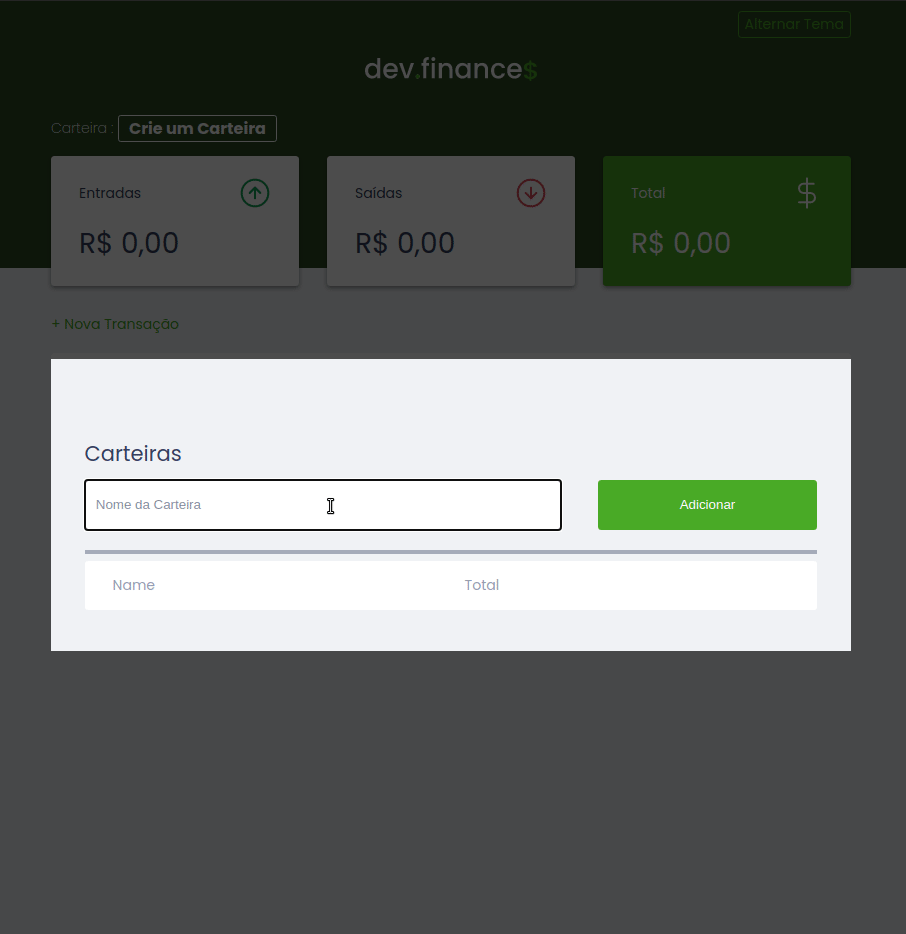 Alternar Tema
dev.finance$
Carteira : Crie um Carteira
Entradas
R$ 0,00
Saídas
R$ 0,00
Total
$
R$ 0,00
+ Nova Transação
Carteiras
Nome da Carteira
Adicionar
Name Total